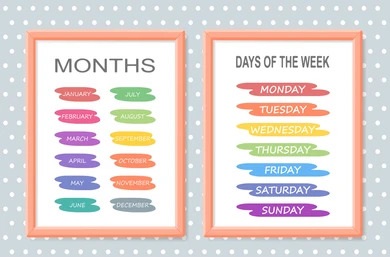 MONTHS
JANUARY
FEBRUARY
MARCH
APRIL
MAY
JUNE
JULY
AUGUST
SEPTEMBER
OCTOBER
NOVEMBER
DECEMBER
DAYS OF THE WEEK
MONDAY
TUESDAY
WEDNESDAY
THURSDAY
FRIDAY
SATURDAY
SUNDAY